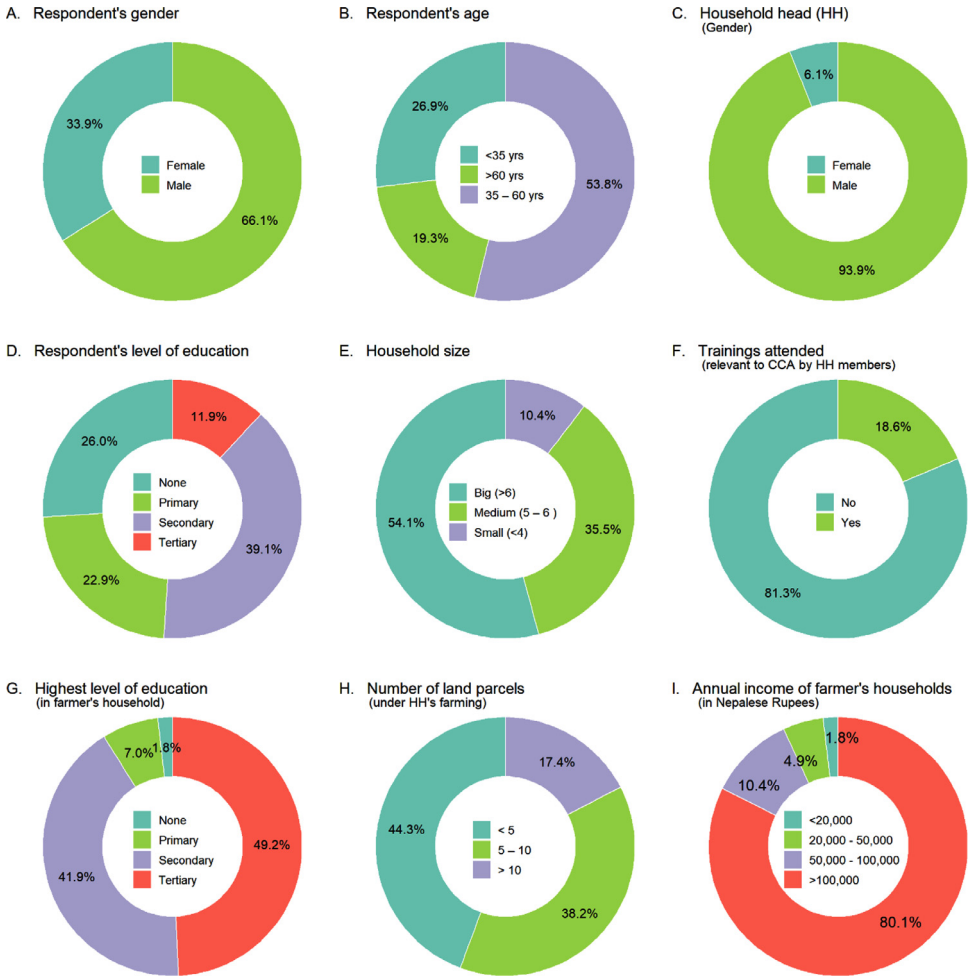 A. Respondent's gender
33.9%
Female
Male
66.1%
B. Respondent's age
26.9%
<35 yrs
>60 yrs
35 – 60 yrs
53.8%
19.3%
C. Household head (HH)
(Gender)
6.1%
Female
Male
93.9%
D. Respondent's level of education
11.9%
26.0%
None
Primary
Secondary
Tertiary
39.1%
22.9%
E. Household size
10.4%
Big (>6)
Medium (5 – 6 )
Small (<4)
54.1%
35.5%
F. Trainings attended
(relevant to CCA by HH members)
18.6%
No
Yes
81.3%
G. Highest level of education
(in farmer's household)
7.0%
1.8%
None
Primary
Secondary
Tertiary
49.2%
41.9%
H. Number of land parcels
(under HH's farming)
17.4%
44.3%
< 5
5 – 10
> 10
38.2%
I. Annual income of farmer's households
(in Nepalese Rupees)
1.8%
4.9%
10.4%
<20,000
20,000 - 50,000
50,000 - 100,000
>100,000
80.1%